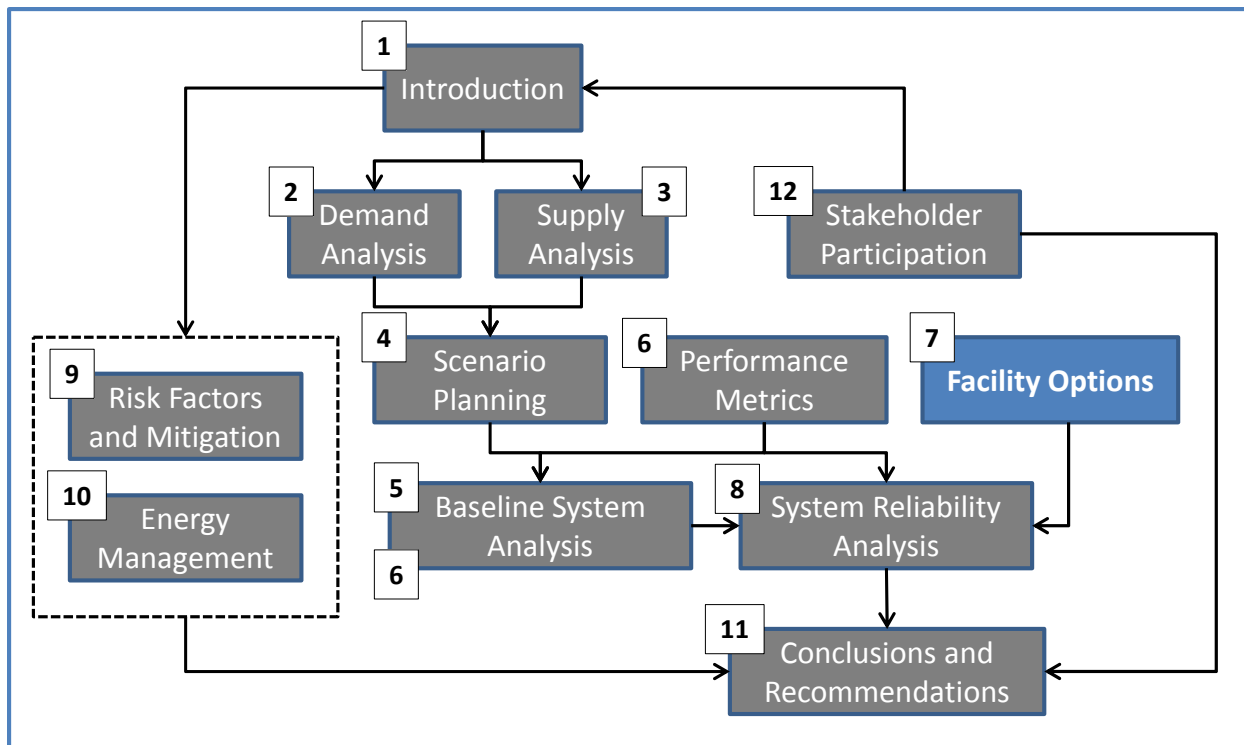 1
Introduction
2
Demand
Analysis
3
Supply
Analysis
12
Stakeholder
Participation
4
Scenario
Planning
6
Performance
Metrics
7
Facility Options
9
Risk Factors
and Mitigation
10
Energy
Management
5
Baseline System
Analysis
6
8
System Reliability
Analysis
11
Conclusions and
Recommendations